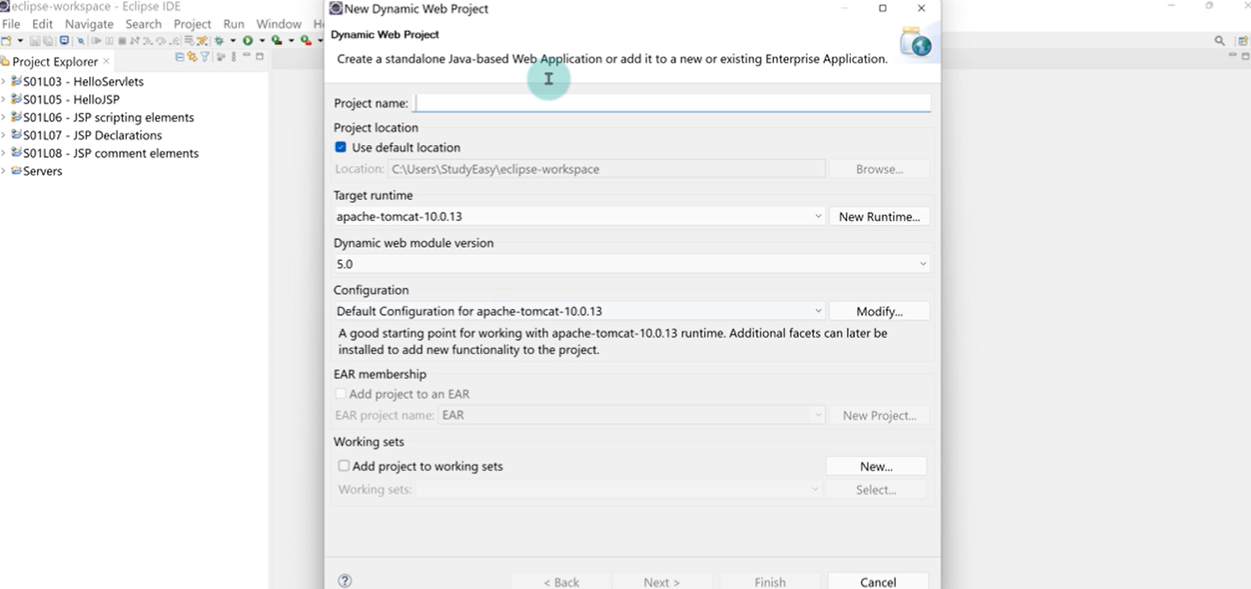 eclipse-workspace - Eclipse IDE
File Edit Navigate Search Project Run Window
Project Explorer
S01L03 - HelloServlets
S01L05 - HelloJSP
S01L06 - JSP scripting elements
S01L07 - JSP Declarations
S01L08 - JSP comment elements
Servers
New Dynamic Web Project
Dynamic Web Project
Create a standalone Java-based Web Application or add it to a new or existing Enterprise Application.
Project name:
Project location
Use default location
Location: C:\Users\StudyEasy\eclipse-workspace Browse...
Target runtime
apache-tomcat-10.0.13 New Runtime...
Dynamic web module version
5.0
Configuration
Default Configuration for apache-tomcat-10.0.13 Modify...
A good starting point for working with apache-tomcat-10.0.13 runtime. Additional facets can later be
installed to add new functionality to the project.
EAR membership
Add project to an EAR
EAR project name: EAR New Project...
Working sets
Add project to working sets New...
Working sets: Select...
? < Back Next > Finish Cancel